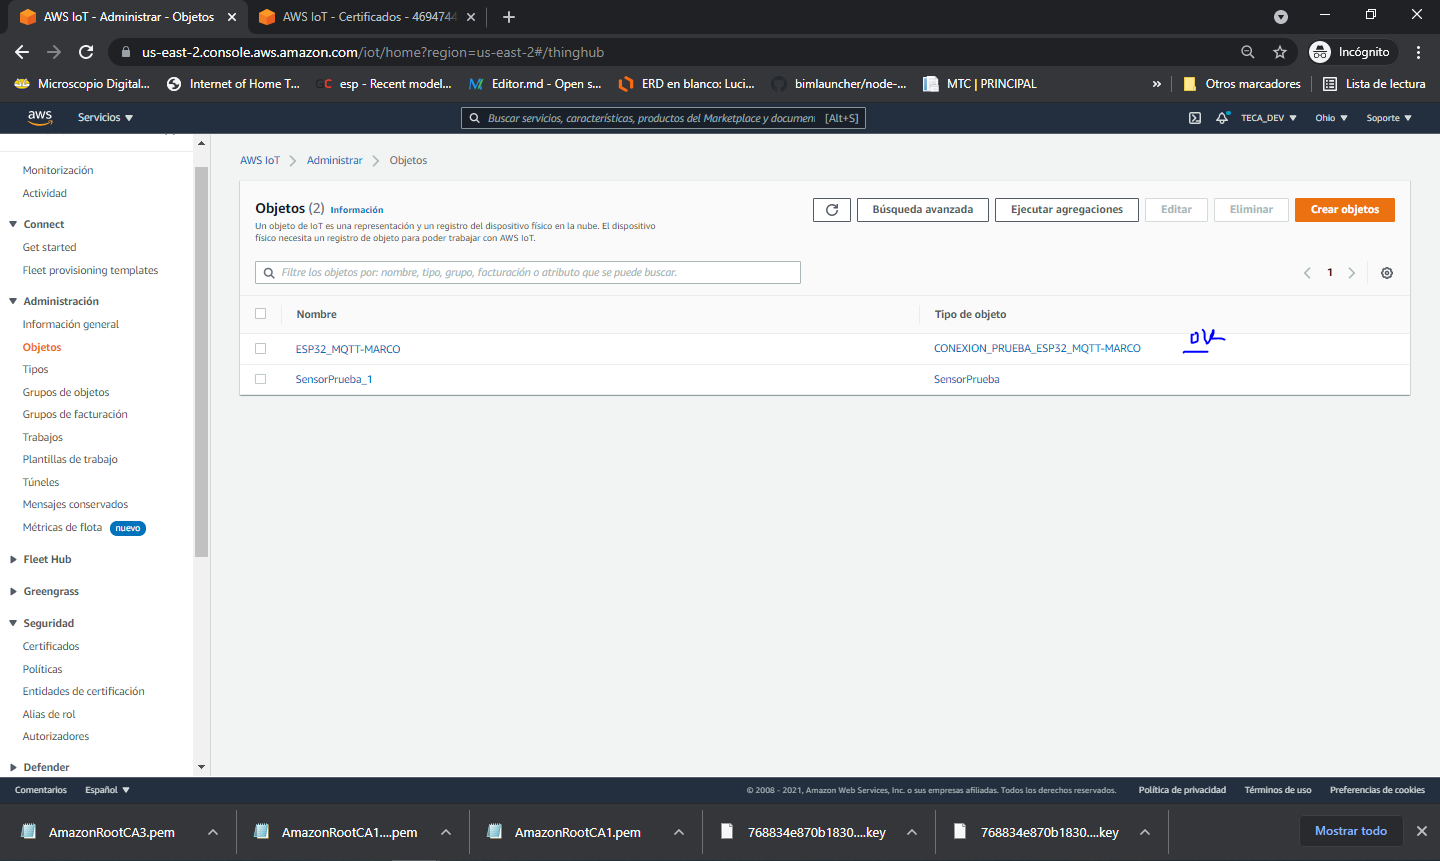 AWS IoT - Administrar - Objetos
AWS IoT - Certificados - 4694744
us-east-2.console.aws.amazon.com/iot/home?region=us-east-2#/thinghub
Incógnito
Microscopio Digital...
Internet of Home T...
esp - Recent model...
Editor.md - Open s...
ERD en blanco: Luci...
bimlauncher/node-...
MTC | PRINCIPAL
»
Otros marcadores
Lista de lectura
aws
Servicios
Buscar servicios, características, productos del Marketplace y document [Alt+S]
TECA_DEV
Ohio
Soporte
Monitorización
Actividad
Connect
Get started
Fleet provisioning templates
Administración
Información general
Objetos
Tipos
Grupos de objetos
Grupos de facturación
Trabajos
Plantillas de trabajo
Túneles
Mensajes conservados
Métricas de flota nuevo
Fleet Hub
Greengrass
Seguridad
Certificados
Políticas
Entidades de certificación
Alias de rol
Autorizadores
Defender
AWS IoT > Administrar > Objetos
Objetos (2) Información
Un objeto de IoT es una representación y un registro del dispositivo físico en la nube. El dispositivo
físico necesita un registro de objeto para poder trabajar con AWS IoT.
Búsqueda avanzada
Ejecutar agregaciones
Editar
Eliminar
Crear objetos
Filtre los objetos por: nombre, tipo, grupo, facturación o atributo que se puede buscar.
1
Nombre Tipo de objeto
ESP32_MQTT-MARCO CONEXION_PRUEBA_ESP32_MQTT-MARCO OK
SensorPrueba_1 SensorPrueba
Comentarios Español
© 2008 - 2021, Amazon Web Services, Inc. o sus empresas afiliadas. Todos los derechos reservados.
Política de privacidad Términos de uso Preferencias de cookies
AmazonRootCA3.pem
AmazonRootCA1....pem
AmazonRootCA1.pem
768834e870b1830....key
768834e870b1830....key
Mostrar todo